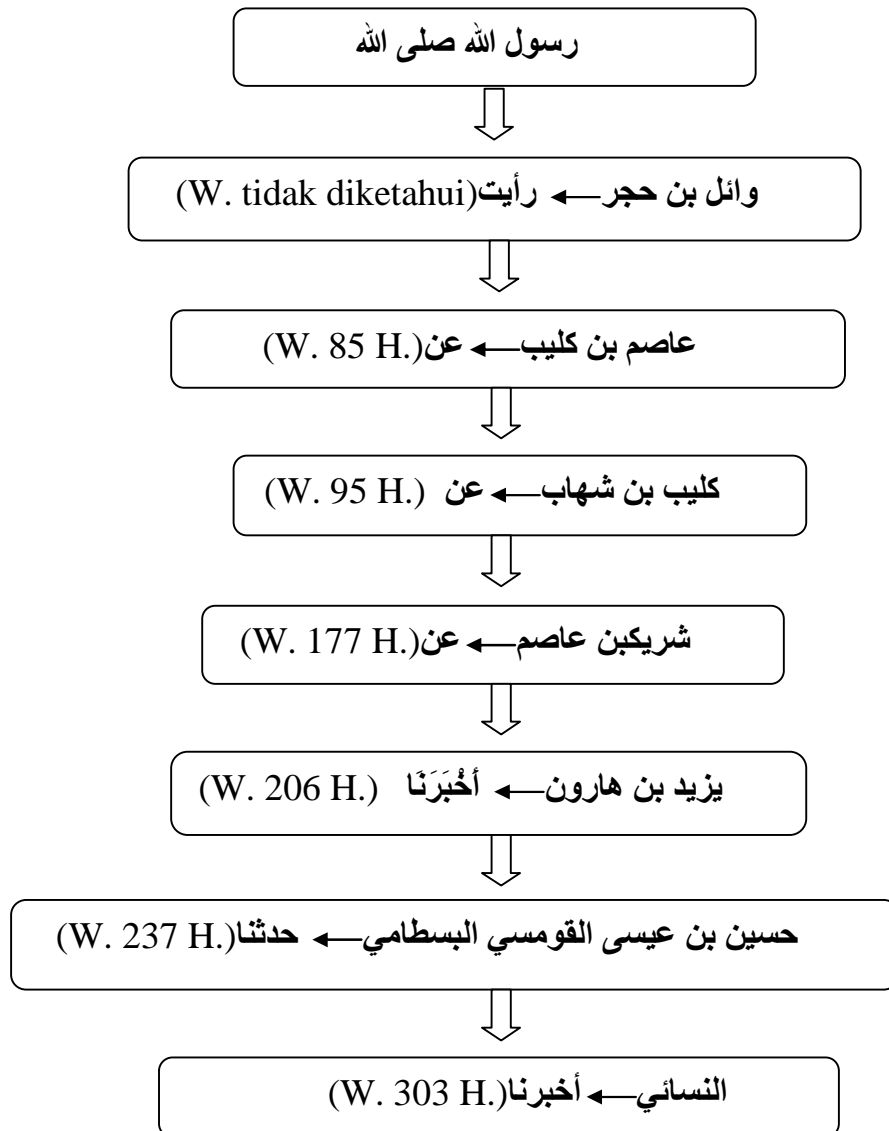 رسول الله صلى الله
وائل بن حجر ← رأيت (W. tidak diketahui)
عاصم بن كليب ← عن (W. 85 H.)
كليب بن شهاب ← عن (W. 95 H.)
شريكبن عاصم ← عن (W. 177 H.)
يزيد بن هارون ← أَخْبَرَنَا (W. 206 H.)
حسين بن عيسى القومسي البسطامي ← حدثنا (W. 237 H.)
النسائي ← أخبرنا (W. 303 H.)